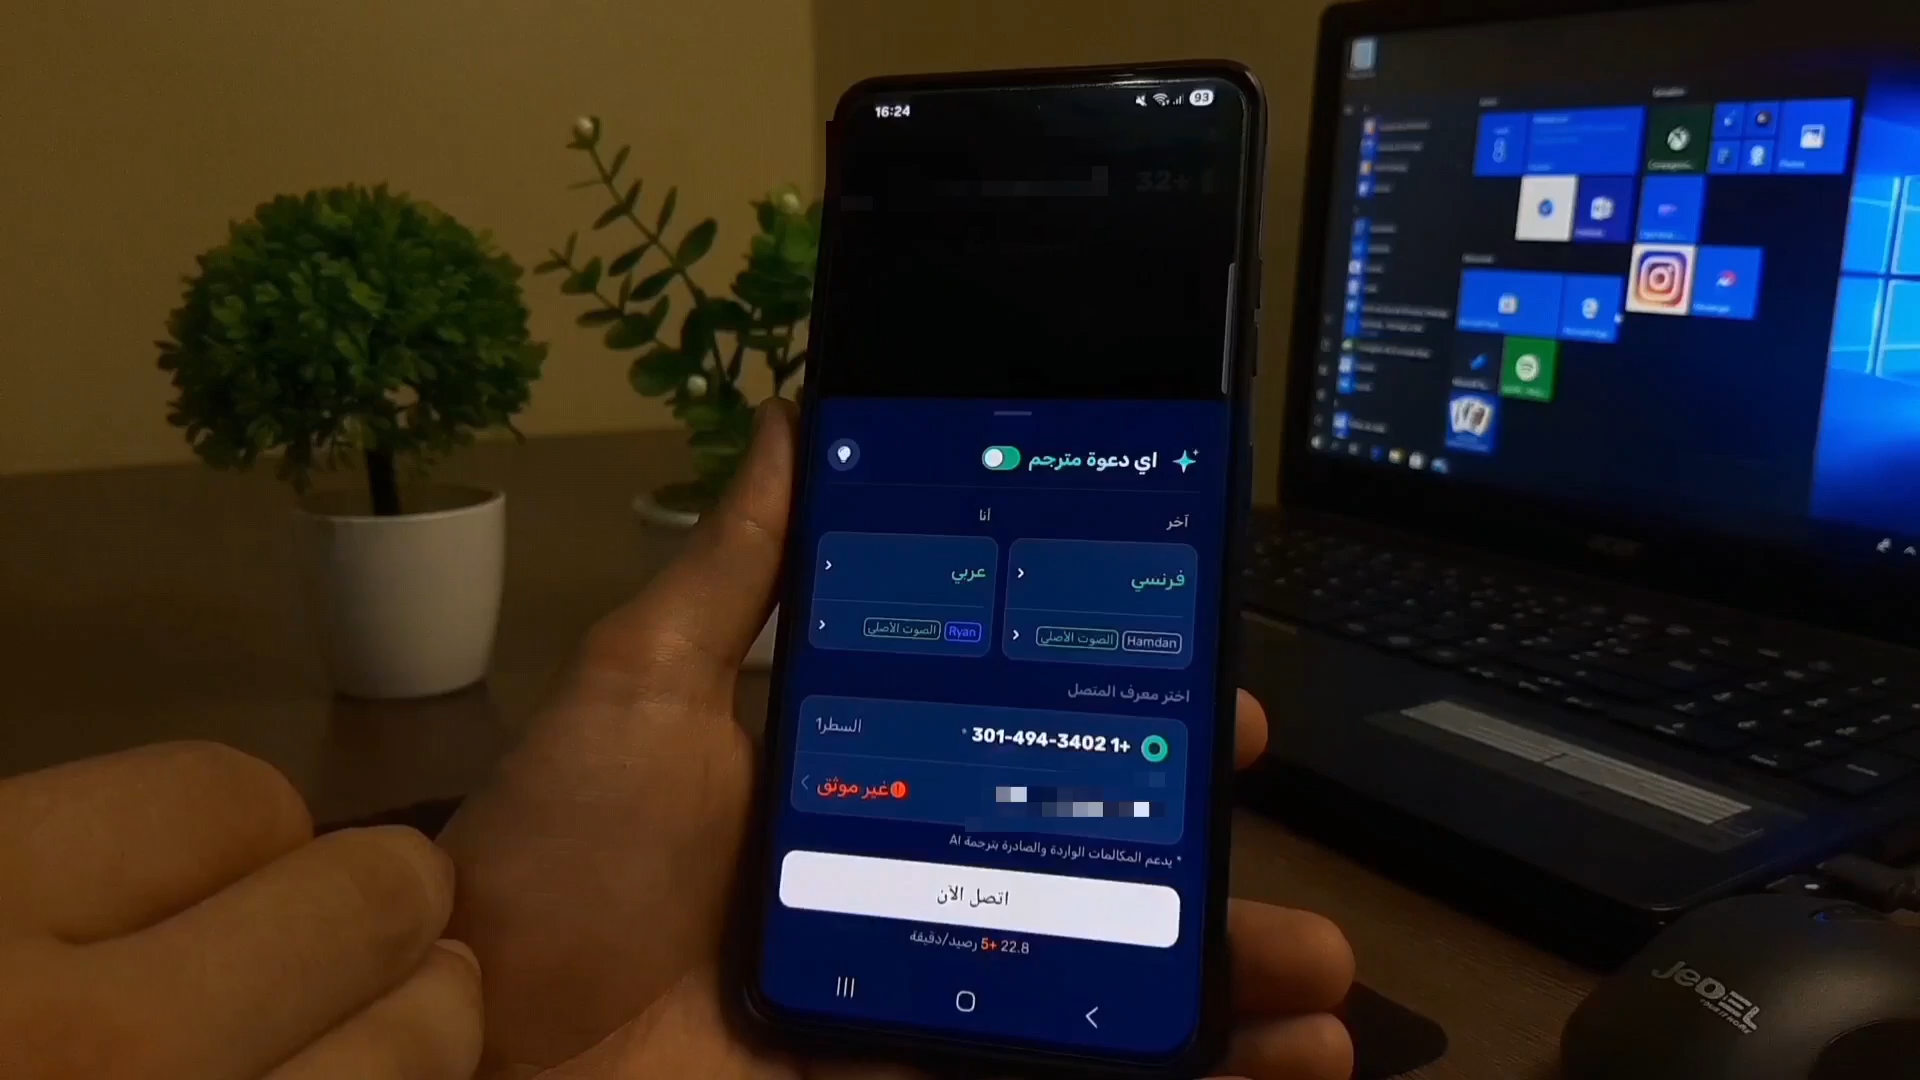 16:24
93
32+
اي دعوة مترجم
آخر
أنا
فرنسي
عربي
Hamdan الصوت الأصلي
Ryan الصوت الأصلي
اختر معرف المتصل
+1 301-494-3402 *
السطر1
غير موثق
* يدعم المكالمات الواردة والصادرة بترجمة AI
اتصل الآن
22.8 +5 رصيد/دقيقة
JEDEL